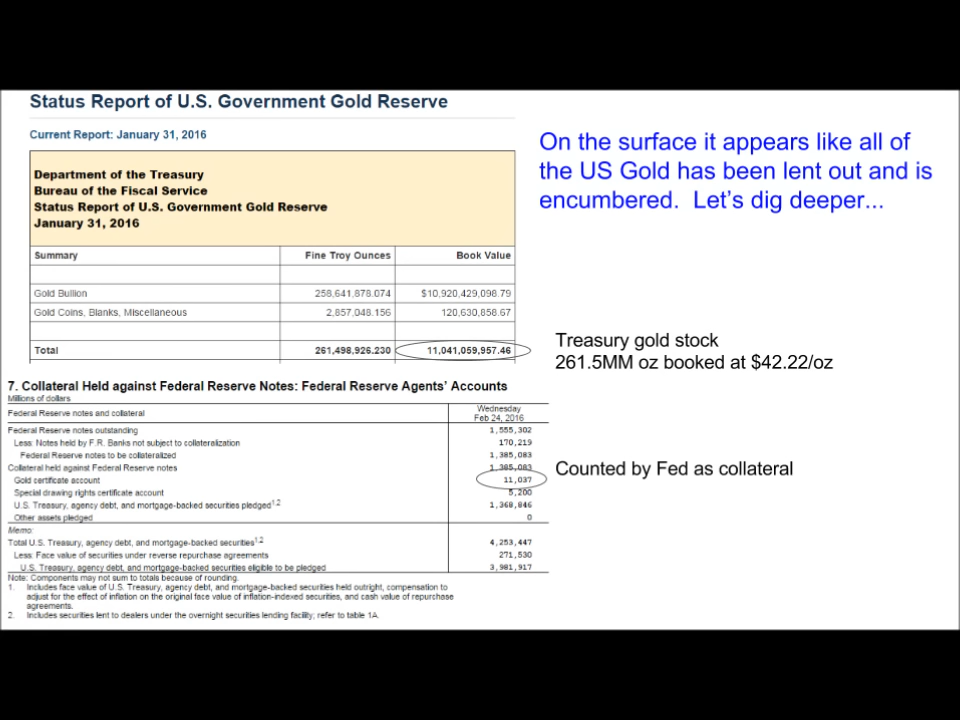 Status Report of U.S. Government Gold Reserve
Current Report: January 31, 2016
Department of the Treasury
Bureau of the Fiscal Service
Status Report of U.S. Government Gold Reserve
January 31, 2016
Summary Fine Troy Ounces Book Value
Gold Bullion 258,641,878.074 $10,920,429,098.79
Gold Coins, Blanks, Miscellaneous 2,857,048.156 120,630,858.67
Total 261,498,926.230 11,041,059,957.46
On the surface it appears like all of
the US Gold has been lent out and is
encumbered. Let's dig deeper...
Treasury gold stock
261.5MM oz booked at $42.22/oz
7. Collateral Held against Federal Reserve Notes: Federal Reserve Agents' Accounts
Millions of dollars
Federal Reserve notes and collateral Wednesday
Feb 24, 2016
Federal Reserve notes outstanding 1,555,302
Less: Notes held by F.R. Banks not subject to collateralization 170,219
Federal Reserve notes to be collateralized 1,385,083
Collateral held against Federal Reserve notes 1,385,083
Gold certificate account 11,037
Special drawing rights certificate account 5,200
U.S. Treasury, agency debt, and mortgage-backed securities pledged1,2 1,368,846
Other assets pledged 0
Memo:
Total U.S. Treasury, agency debt, and mortgage-backed securities1,2 4,253,447
Less: Face value of securities under reverse repurchase agreements 271,530
U.S. Treasury, agency debt, and mortgage-backed securities eligible to be pledged 3,981,917
Note: Components may not sum to totals because of rounding.
1. Includes face value of U.S. Treasury, agency debt, and mortgage-backed securities held outright, compensation to
adjust for the effect of inflation on the original face value of inflation-indexed securities, and cash value of repurchase
agreements.
2. Includes securities lent to dealers under the overnight securities lending facility; refer to table 1A.
Counted by Fed as collateral